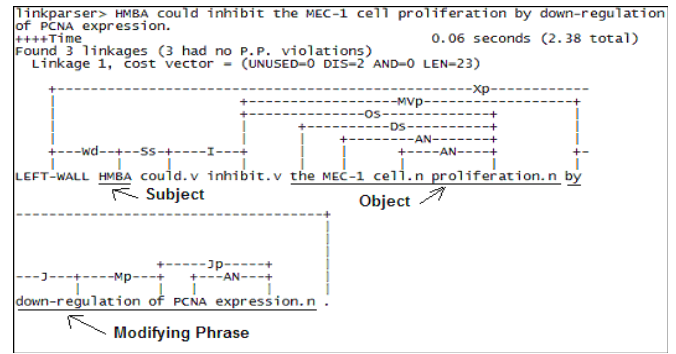 linkparser> HMBA could inhibit the MEC-1 cell proliferation by down-regulation
of PCNA expression.
++++Time 0.06 seconds (2.38 total)
Found 3 linkages (3 had no P.P. violations)
Linkage 1, cost vector = (UNUSED=0 DIS=2 AND=0 LEN=23)
+---Xp---
+---MVp---+
+---Os---+
+---Ds---+
+---AN---+
+---Wd--+--Ss-+----I---+ +----AN----+ +-
LEFT-WALL HMBA could.v inhibit.v the MEC-1 cell.n proliferation.n by
Subject
Object
---J---+----Mp---+ +-----Jp-----+
+---AN---+
down-regulation of PCNA expression.n .
Modifying Phrase